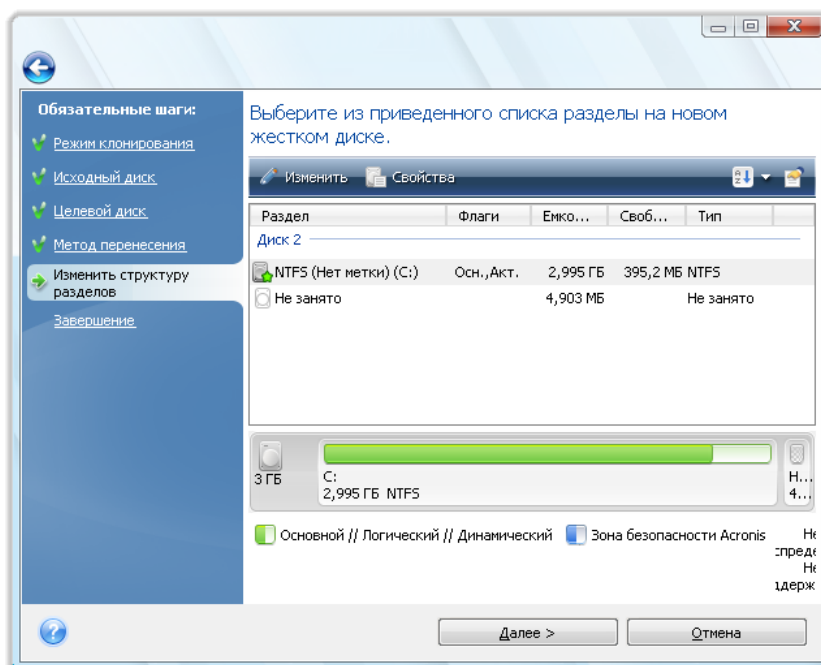 Обязательные шаги:
Режим клонирования
Исходный диск
Целевой диск
Метод перенесения
Изменить структуру
разделов
Завершение
Выберите из приведенного списка разделы на новом
жестком диске.
Изменить Свойства
Раздел Флаги Емко... Своб... Тип
Диск 2
NTFS (Нет метки) (C:) Осн.,Акт. 2,995 ГБ 395,2 МБ NTFS
Не занято 4,903 МБ Не занято
3 ГБ
C:
2,995 ГБ NTFS
Н...
4...
Основной // Логический // Динамический Зона безопасности Acronis
Далее > Отмена